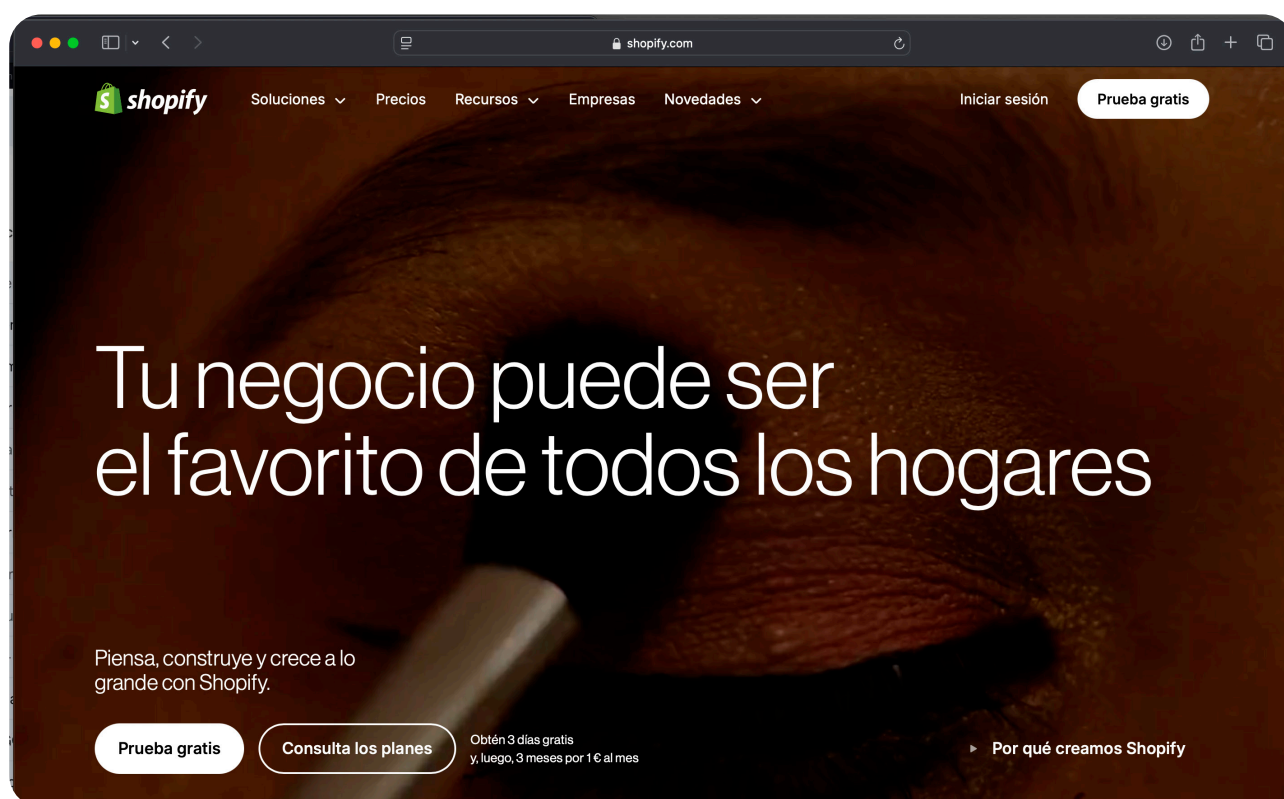 shopify.com
shopify
Soluciones
Precios
Recursos
Empresas
Novedades
Iniciar sesión
Prueba gratis
Tu negocio puede ser
el favorito de todos los hogares
Piensa, construye y crece a lo
grande con Shopify.
Prueba gratis
Consulta los planes
Obtén 3 días gratis
y, luego, 3 meses por 1 € al mes
Por qué creamos Shopify